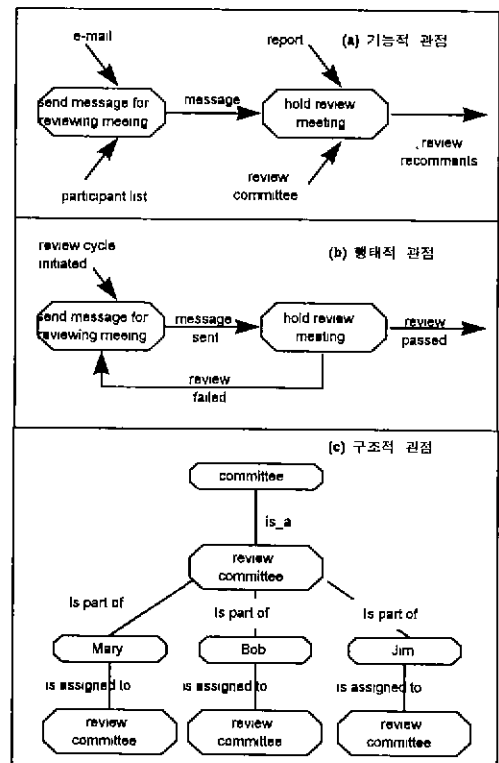 e-mail
report
(a) 기능적 관점
send message for
reviewing meeing
message
hold review
meeting
review
recomments
participant list
review
committee
review cycle
initiated
(b) 행태적 관점
send message for
reviewing meeing
message
sent
hold review
meeting
review
passed
review
failed
(c) 구조적 관점
committee
is_a
review
committee
Is part of
Is part of
Is part of
Mary
Bob
Jim
is assigned to
is assigned to
is assigned to
review
committee
review
committee
review
committee